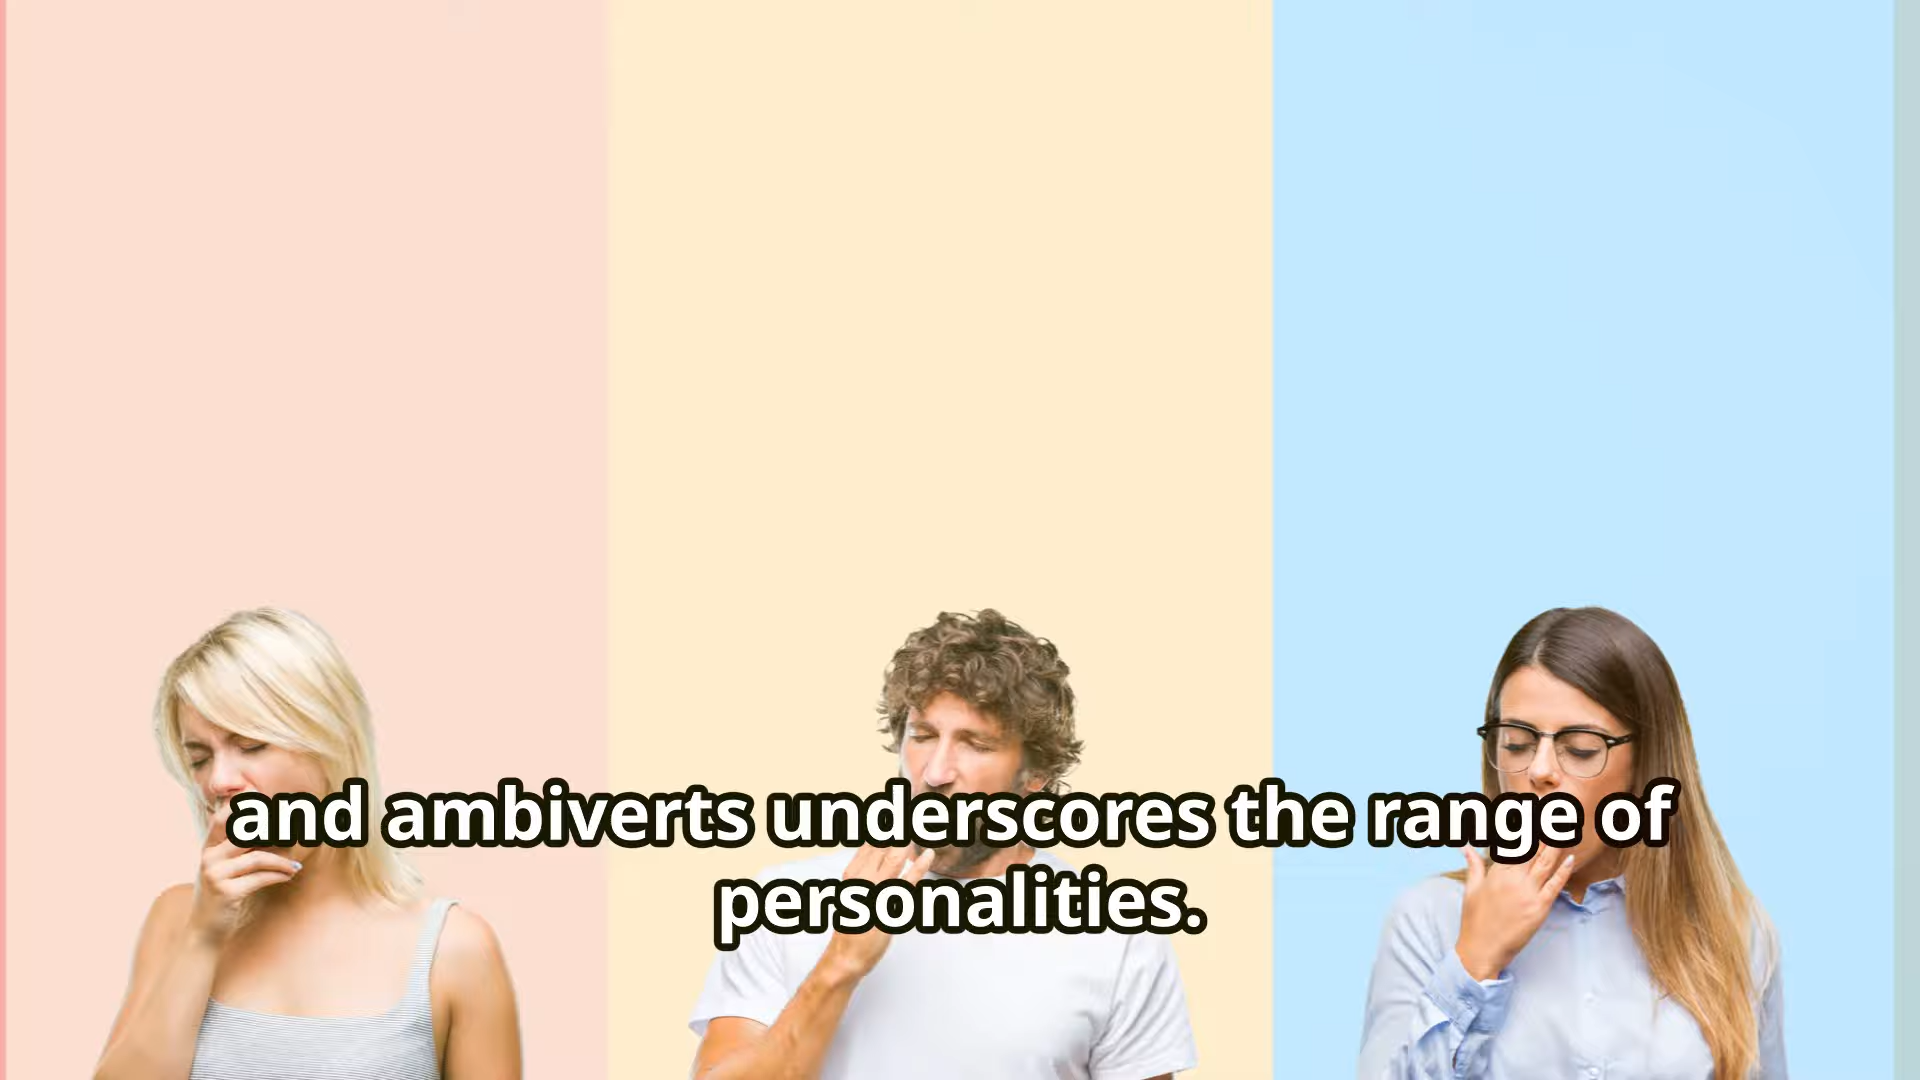 and ambiverts underscores the range of
personalities.